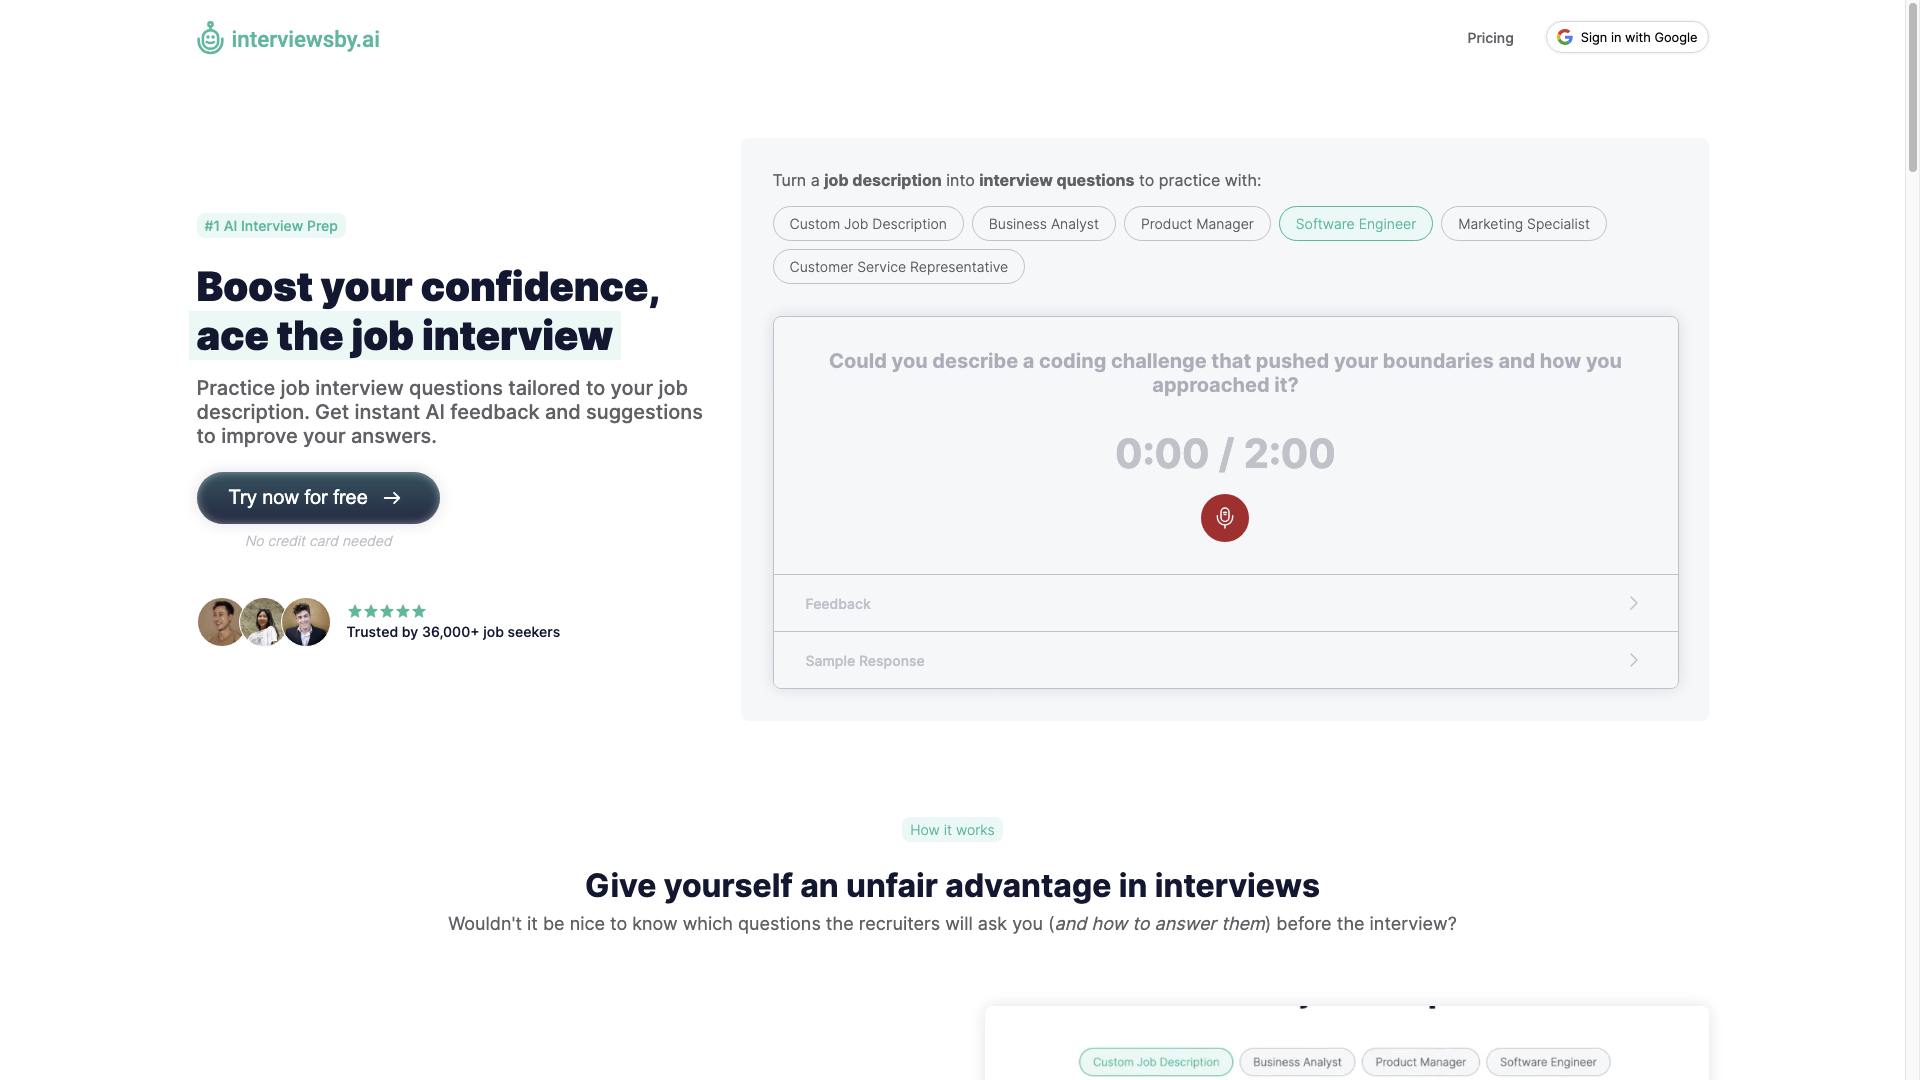 interviewsby.ai
Pricing
Sign in with Google
#1 AI Interview Prep
Boost your confidence,
ace the job interview
Practice job interview questions tailored to your job
description. Get instant AI feedback and suggestions
to improve your answers.
Try now for free →
No credit card needed
Trusted by 36,000+ job seekers
Turn a job description into interview questions to practice with:
Custom Job Description
Business Analyst
Product Manager
Software Engineer
Marketing Specialist
Customer Service Representative
Could you describe a coding challenge that pushed your boundaries and how you
approached it?
0:00 / 2:00
Feedback
Sample Response
How it works
Give yourself an unfair advantage in interviews
Wouldn't it be nice to know which questions the recruiters will ask you (and how to answer them) before the interview?
Custom Job Description
Business Analyst
Product Manager
Software Engineer